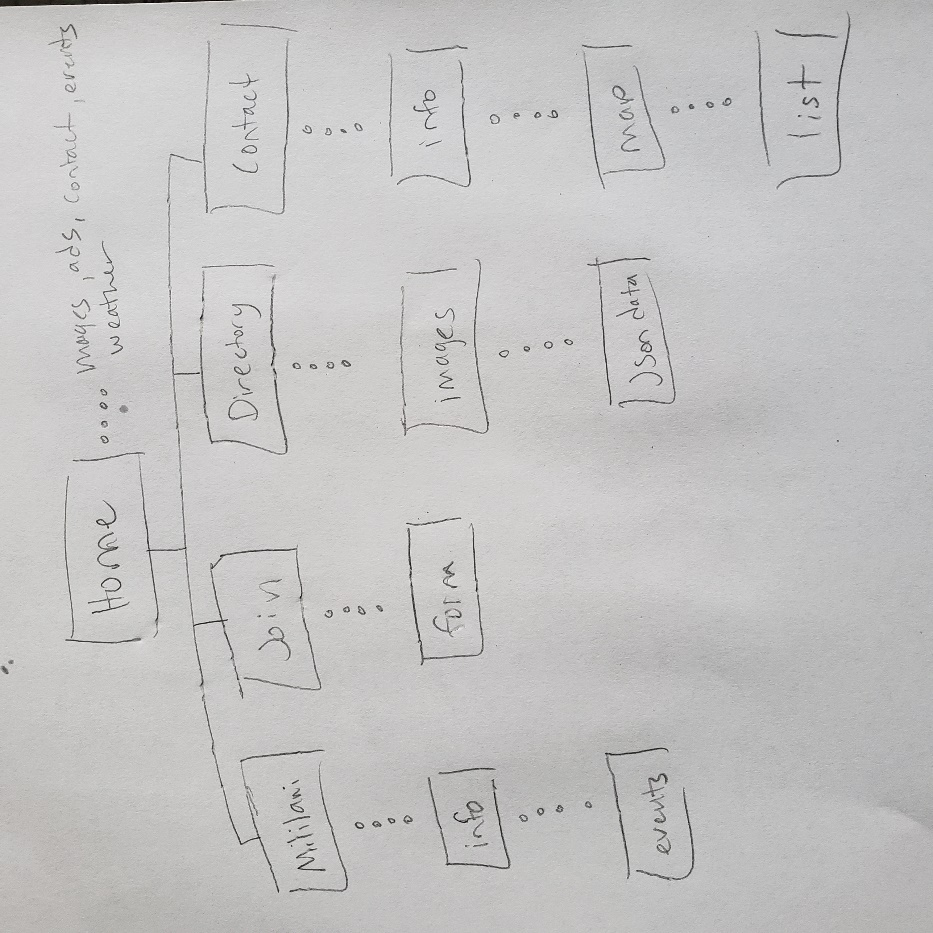 Home
images, ads, contact, events
weather
Mililani
Join
Directory
Contact
info
form
images
info
events
Json data
map
list